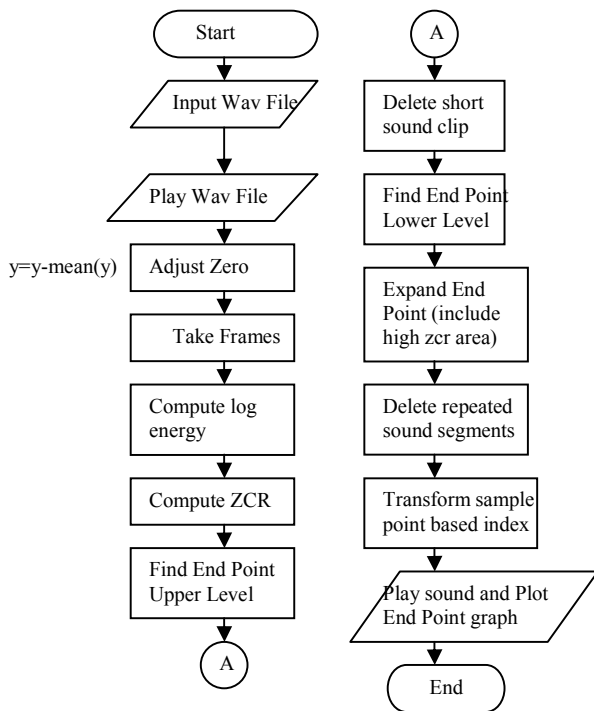 Start
Input Wav File
Play Wav File
y=y-mean(y)
Adjust Zero
Take Frames
Compute log
energy
Compute ZCR
Find End Point
Upper Level
A
A
Delete short
sound clip
Find End Point
Lower Level
Expand End
Point (include
high zcr area)
Delete repeated
sound segments
Transform sample
point based index
Play sound and Plot
End Point graph
End